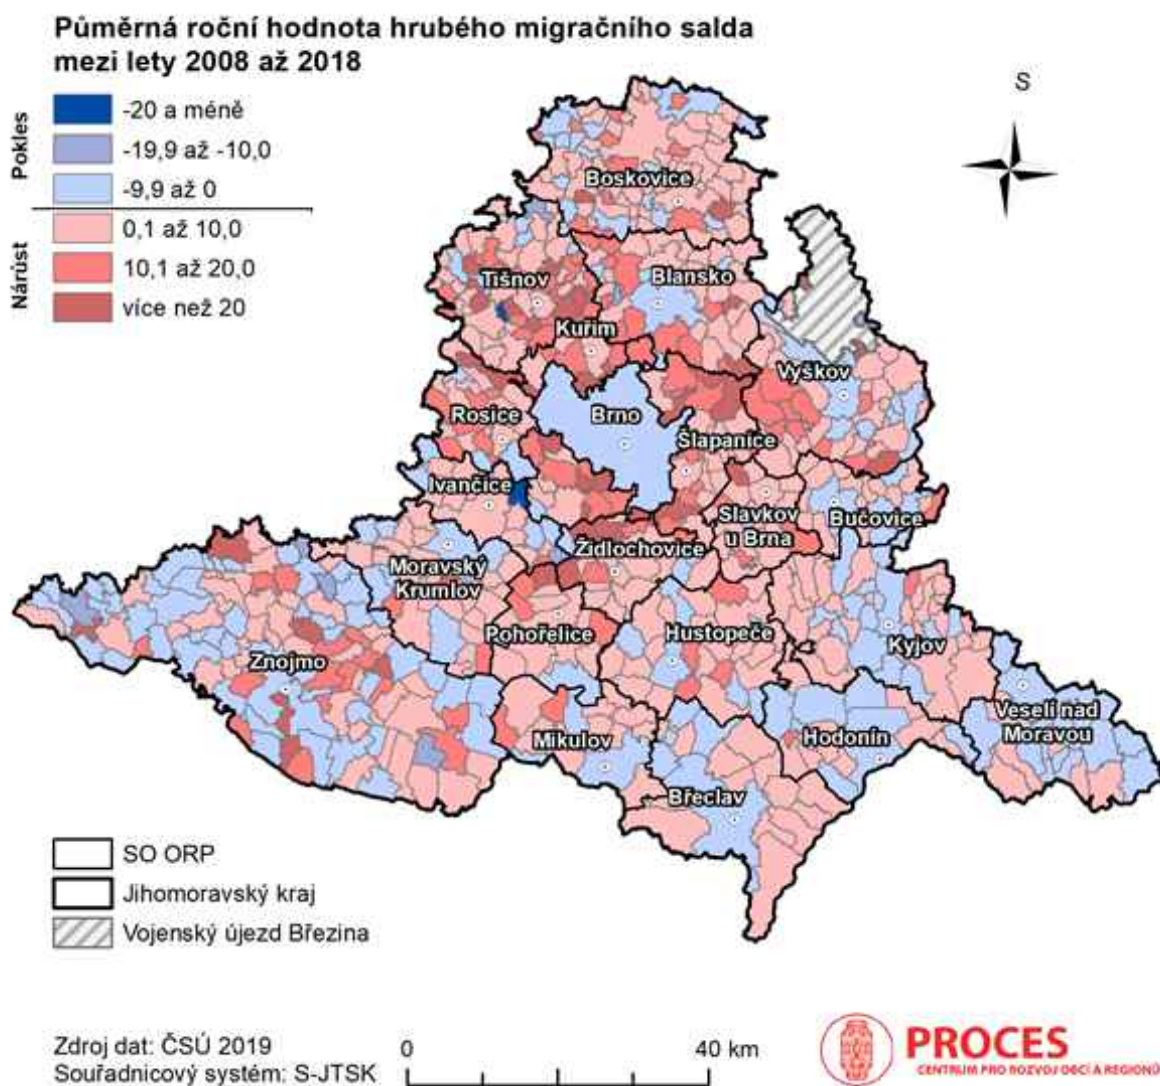 Půměrná roční hodnota hrubého migračního salda
mezi lety 2008 až 2018
Pokles
-20 a méně
-19,9 až -10,0
-9,9 až 0
Nárůst
0,1 až 10,0
10,1 až 20,0
více než 20
S
Boskovice
Tišnov
Blansko
Kuřim
Vyškov
Rosice
Brno
Šlapanice
Ivančice
Slavkov
u Brna
Bučovice
Židlochovice
Moravský
Krumlov
Pohořelice
Hustopeče
Kyjov
Znojmo
Veselí nad
Moravou
Mikulov
Hodonín
Břeclav
SO ORP
Jihomoravský kraj
Vojenský újezd Březina
Zdroj dat: ČSÚ 2019
Souřadnicový systém: S-JTSK
0 40 km
PROCES
CENTRUM PRO ROZVOJ OBCÍ A REGIONŮ